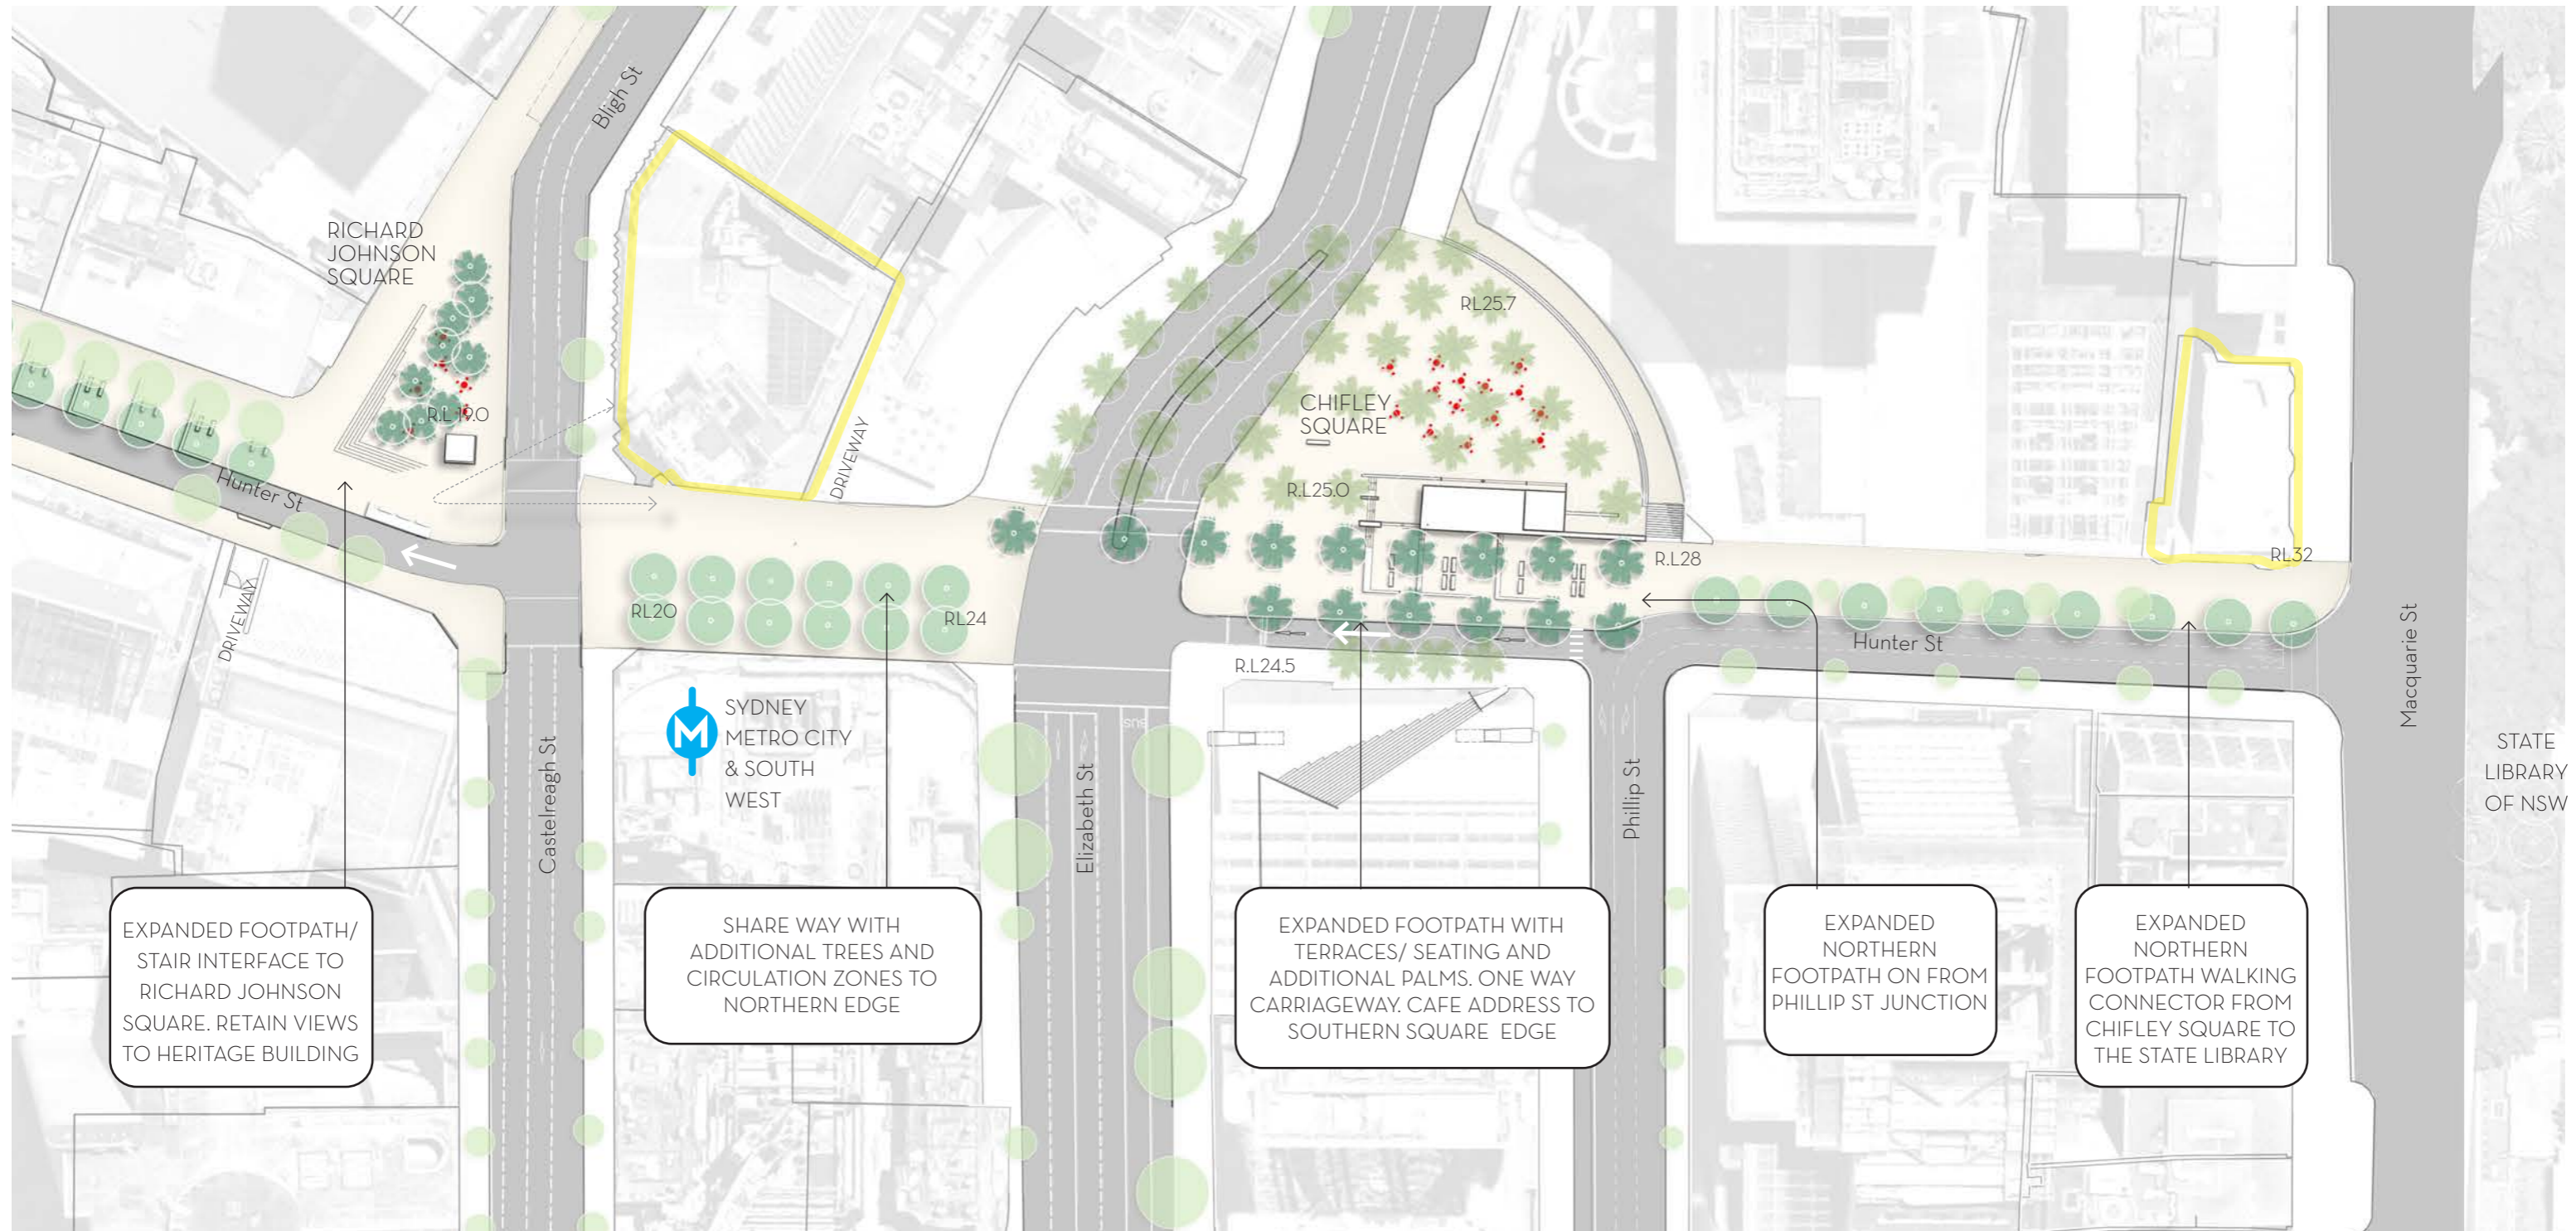 Bligh St
RICHARD
JOHNSON
SQUARE
R.L 19.0
Hunter St
DRIVEWAY
DRIVEWAY
RL20
RL24
SYDNEY
METRO CITY
& SOUTH
WEST
M
Castelreagh St
Elizabeth St
BUS
RL25.7
CHIFLEY
SQUARE
R.L25.0
R.L28
R.L24.5
Phillip St
Hunter St
RL32
Macquarie St
STATE
LIBRARY
OF NSW
EXPANDED FOOTPATH/
STAIR INTERFACE TO
RICHARD JOHNSON
SQUARE. RETAIN VIEWS
TO HERITAGE BUILDING
SHARE WAY WITH
ADDITIONAL TREES AND
CIRCULATION ZONES TO
NORTHERN EDGE
EXPANDED FOOTPATH WITH
TERRACES/ SEATING AND
ADDITIONAL PALMS. ONE WAY
CARRIAGEWAY. CAFE ADDRESS TO
SOUTHERN SQUARE EDGE
EXPANDED
NORTHERN
FOOTPATH ON FROM
PHILLIP ST JUNCTION
EXPANDED
NORTHERN
FOOTPATH WALKING
CONNECTOR FROM
CHIFLEY SQUARE TO
THE STATE LIBRARY